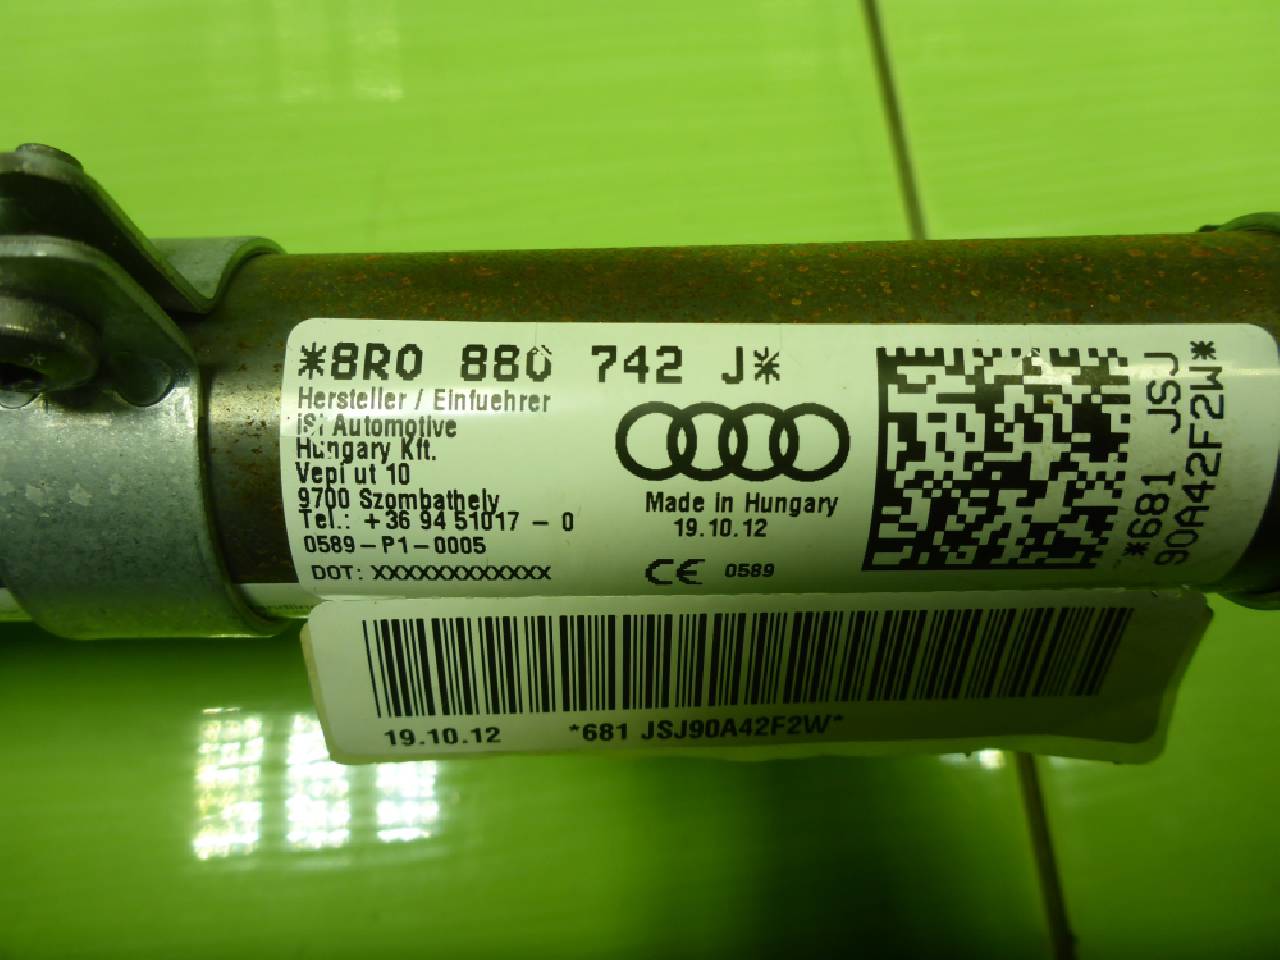 *8R0 880 742 J*
Hersteller / Einfuehrer
iSi Automotive
Hungary Kft.
Vepi ut 10
9700 Szombathely
Tel.: +36 94 51017 - 0
0589-P1-0005
DOT: XXXXXXXXXXXX
Made in Hungary
19.10.12
CE 0589
*681 JSJ
90A42F2W*
19.10.12 *681 JSJ90A42F2W*